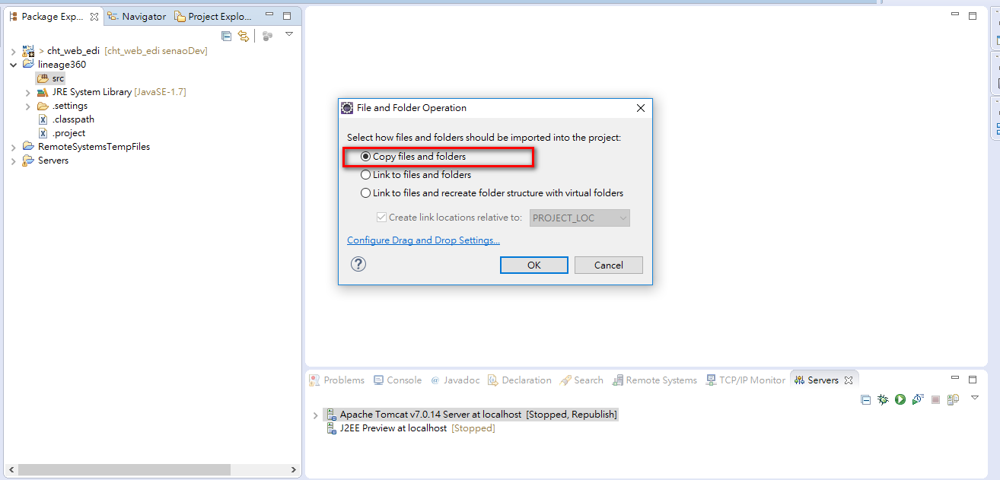 Package Exp... Navigator Project Explo...
> cht_web_edi [cht_web_edi senaoDev]
lineage360
src
JRE System Library [JavaSE-1.7]
.settings
.classpath
.project
RemoteSystemsTempFiles
Servers
File and Folder Operation
Select how files and folders should be imported into the project:
Copy files and folders
Link to files and folders
Link to files and recreate folder structure with virtual folders
Create link locations relative to: PROJECT_LOC
Configure Drag and Drop Settings...
OK Cancel
Problems Console Javadoc Declaration Search Remote Systems TCP/IP Monitor Servers
Apache Tomcat v7.0.14 Server at localhost [Stopped, Republish]
J2EE Preview at localhost [Stopped]